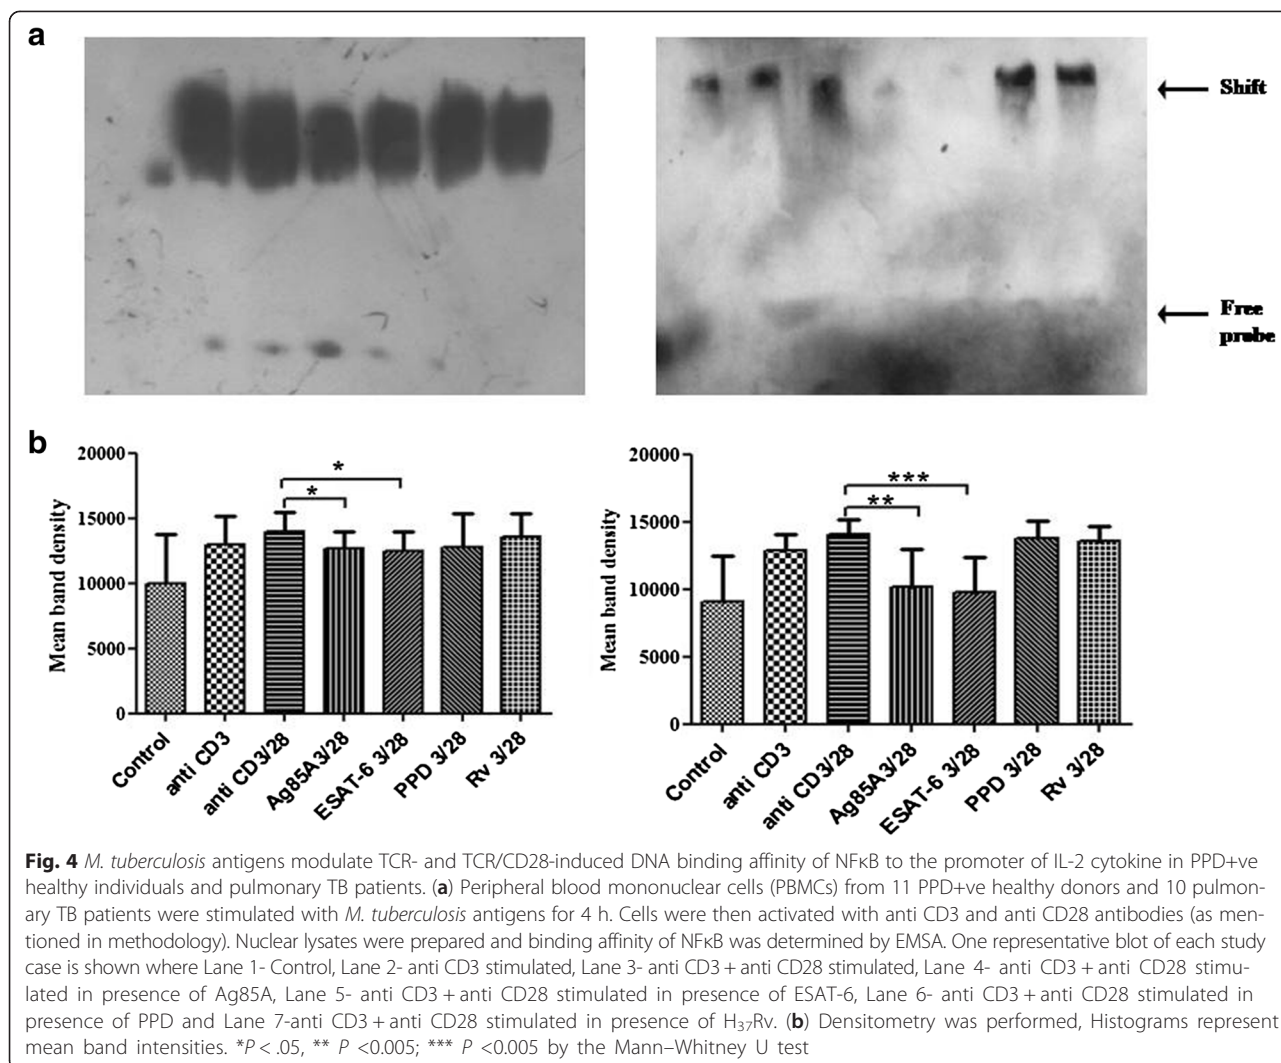 a
Shift
Free
probe
b
20000
15000
10000
5000
0
Mean band density
*
*
Control
anti CD3
anti CD3/28
Ag85A3/28
ESAT-6 3/28
PPD 3/28
Rv 3/28
20000
15000
10000
5000
0
Mean band density
***
**
Control
anti CD3
anti CD3/28
Ag85A3/28
ESAT-6 3/28
PPD 3/28
Rv 3/28
Fig. 4 M. tuberculosis antigens modulate TCR- and TCR/CD28-induced DNA binding affinity of NFκB to the promoter of IL-2 cytokine in PPD+ve
healthy individuals and pulmonary TB patients. (a) Peripheral blood mononuclear cells (PBMCs) from 11 PPD+ve healthy donors and 10 pulmon-
ary TB patients were stimulated with M. tuberculosis antigens for 4 h. Cells were then activated with anti CD3 and anti CD28 antibodies (as men-
tioned in methodology). Nuclear lysates were prepared and binding affinity of NFκB was determined by EMSA. One representative blot of each study
case is shown where Lane 1- Control, Lane 2- anti CD3 stimulated, Lane 3- anti CD3 + anti CD28 stimulated, Lane 4- anti CD3 + anti CD28 stimu-
lated in presence of Ag85A, Lane 5- anti CD3 + anti CD28 stimulated in presence of ESAT-6, Lane 6- anti CD3 + anti CD28 stimulated in
presence of PPD and Lane 7-anti CD3 + anti CD28 stimulated in presence of H₃₇Rv. (b) Densitometry was performed, Histograms represent
mean band intensities. *P < .05, ** P <0.005; *** P <0.005 by the Mann–Whitney U test